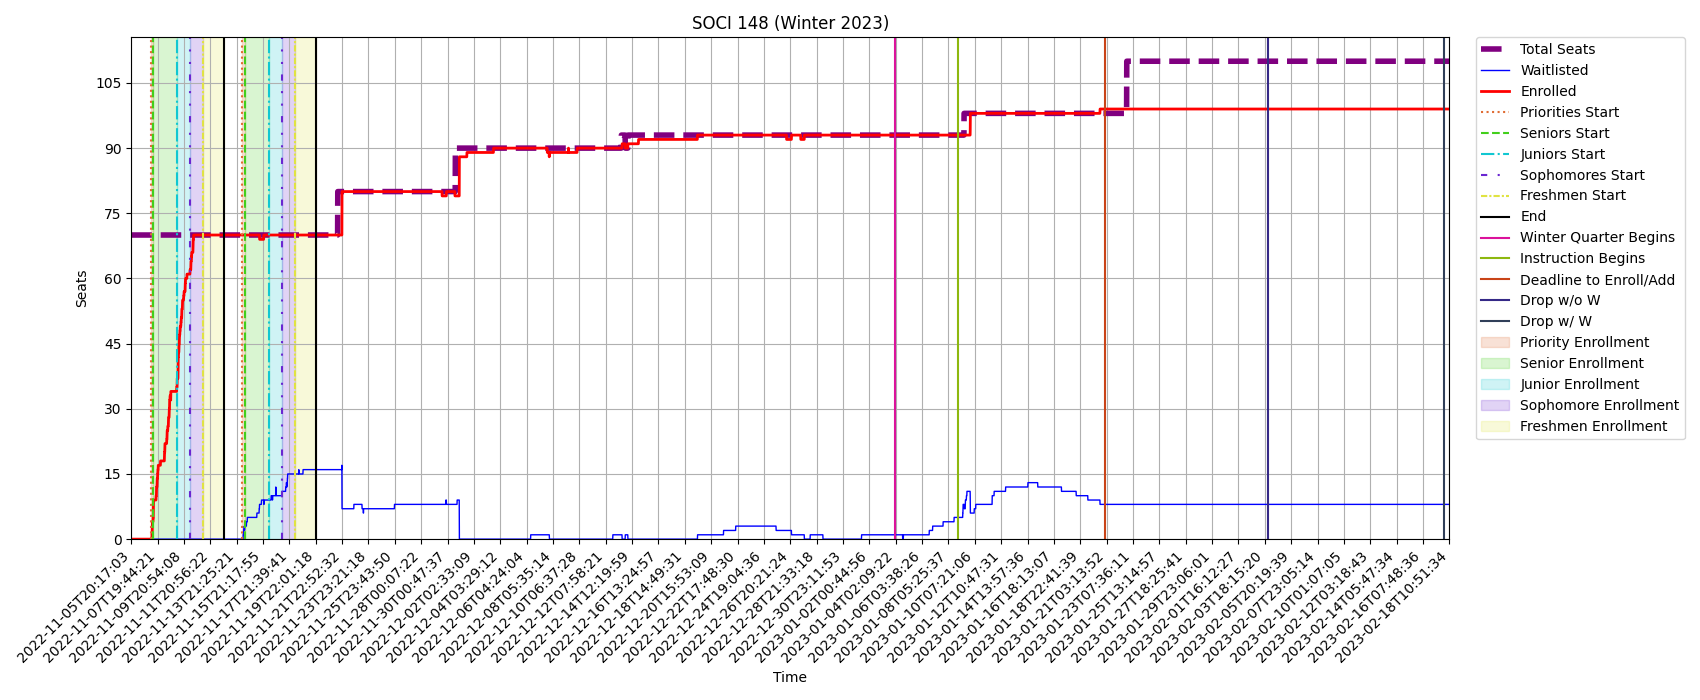 SOCI 148 (Winter 2023)
Seats
105
90
75
60
45
30
15
0
2022-11-05T20:17:03
2022-11-07T19:44:21
2022-11-09T20:54:08
2022-11-11T20:56:22
2022-11-13T21:25:21
2022-11-15T21:17:55
2022-11-17T21:39:41
2022-11-19T22:01:18
2022-11-21T22:52:32
2022-11-23T23:21:18
2022-11-25T23:43:50
2022-11-28T00:07:22
2022-11-30T00:47:37
2022-12-02T02:33:09
2022-12-04T03:29:12
2022-12-06T04:24:04
2022-12-08T05:35:14
2022-12-10T06:37:28
2022-12-12T07:58:21
2022-12-14T12:19:59
2022-12-16T13:24:57
2022-12-18T14:49:31
2022-12-20T15:53:09
2022-12-22T17:48:30
2022-12-24T19:04:36
2022-12-26T20:21:24
2022-12-28T21:33:18
2022-12-30T23:11:53
2023-01-02T00:44:56
2023-01-04T02:09:22
2023-01-06T03:38:26
2023-01-08T05:25:37
2023-01-10T07:21:06
2023-01-12T10:47:31
2023-01-14T13:57:36
2023-01-16T18:13:07
2023-01-18T22:41:39
2023-01-21T03:13:52
2023-01-23T07:36:11
2023-01-25T13:14:57
2023-01-27T18:25:41
2023-01-29T23:06:01
2023-02-01T16:12:27
2023-02-03T18:15:20
2023-02-05T20:19:39
2023-02-07T23:05:14
2023-02-10T01:07:05
2023-02-12T03:18:43
2023-02-14T05:47:34
2023-02-16T07:48:36
2023-02-18T10:51:34
Time
Total Seats
Waitlisted
Enrolled
Priorities Start
Seniors Start
Juniors Start
Sophomores Start
Freshmen Start
End
Winter Quarter Begins
Instruction Begins
Deadline to Enroll/Add
Drop w/o W
Drop w/ W
Priority Enrollment
Senior Enrollment
Junior Enrollment
Sophomore Enrollment
Freshmen Enrollment